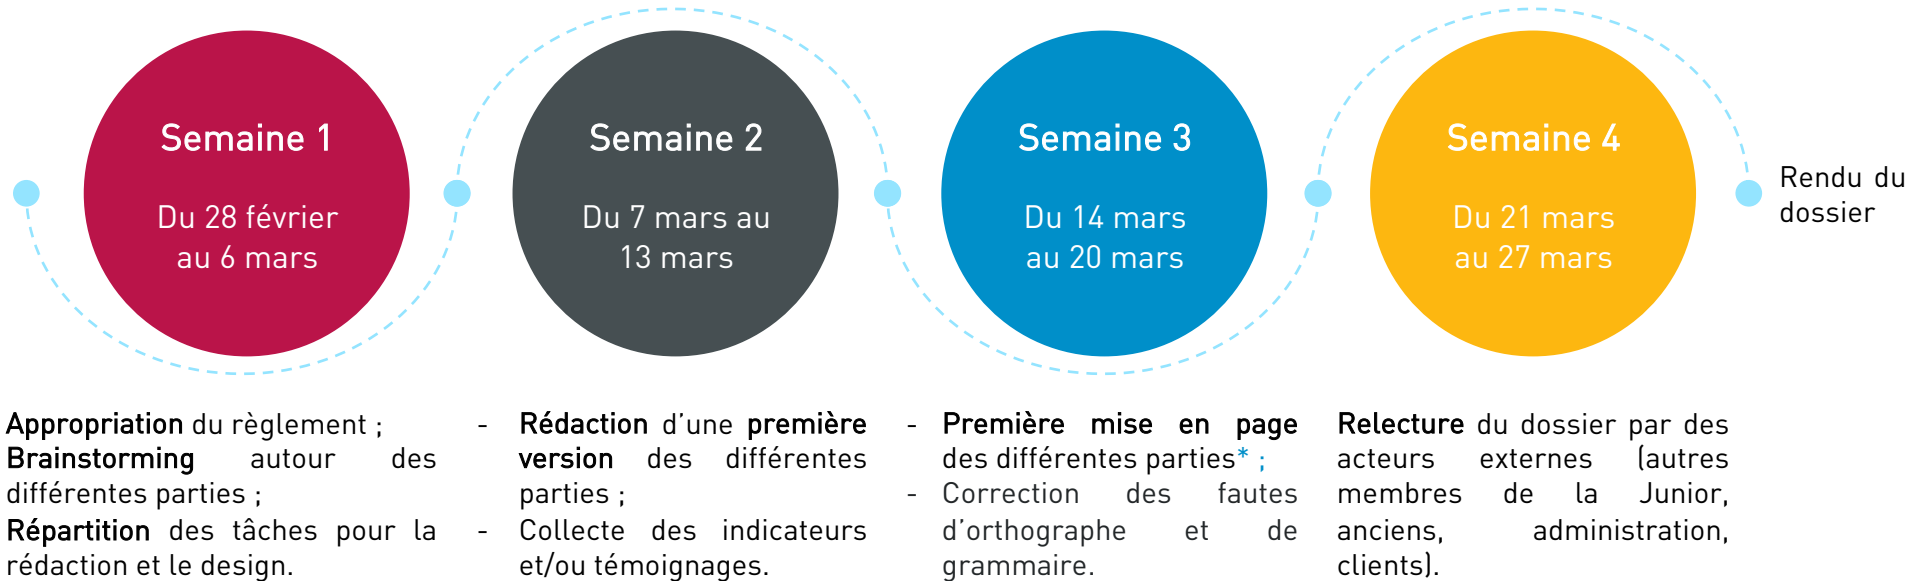 Semaine 1
Du 28 février
au 6 mars
Semaine 2
Du 7 mars au
13 mars
Semaine 3
Du 14 mars
au 20 mars
Semaine 4
Du 21 mars
au 27 mars
Rendu du
dossier
Appropriation du règlement ;
Brainstorming autour des
différentes parties ;
Répartition des tâches pour la
rédaction et le design.
- Rédaction d’une première
version des différentes
parties ;
- Collecte des indicateurs
et/ou témoignages.
- Première mise en page
des différentes parties* ;
- Correction des fautes
d’orthographe et de
grammaire.
Relecture du dossier par des
acteurs externes (autres
membres de la Junior,
anciens, administration,
clients).